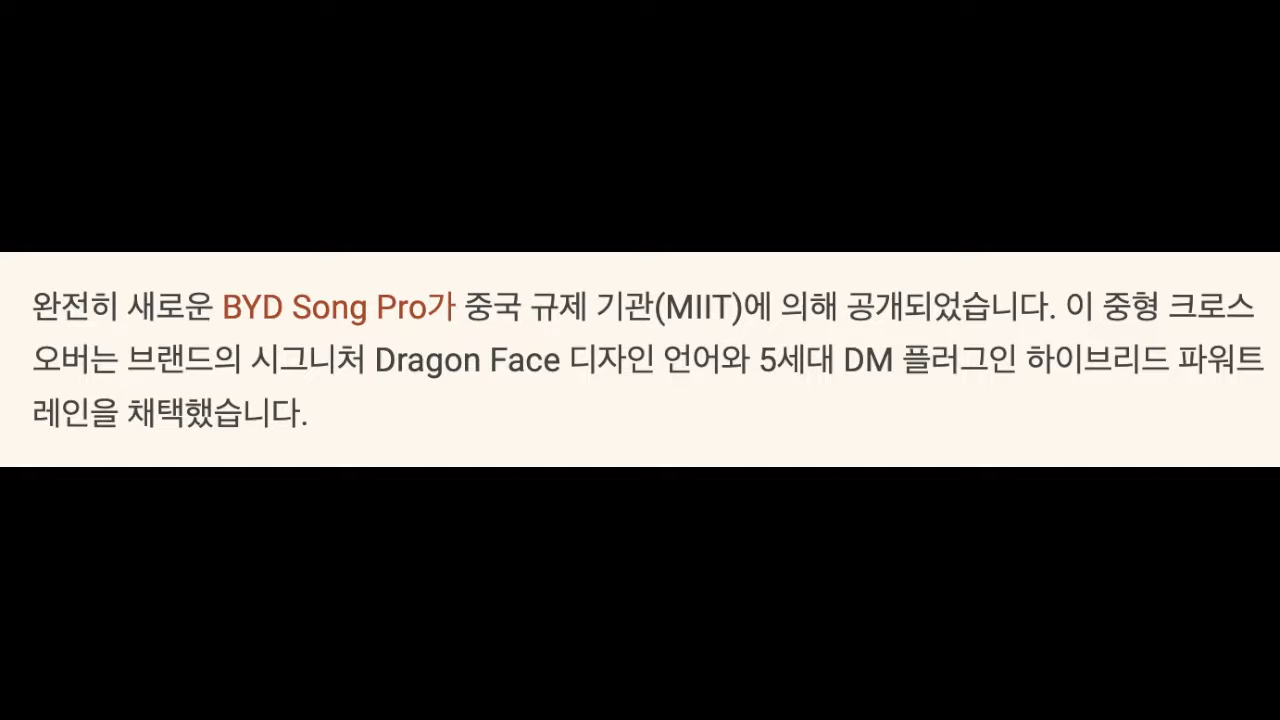 완전히 새로운 BYD Song Pro가 중국 규제 기관(MIIT)에 의해 공개되었습니다. 이 중형 크로스
오버는 브랜드의 시그니처 Dragon Face 디자인 언어와 5세대 DM 플러그인 하이브리드 파워트
레인을 채택했습니다.